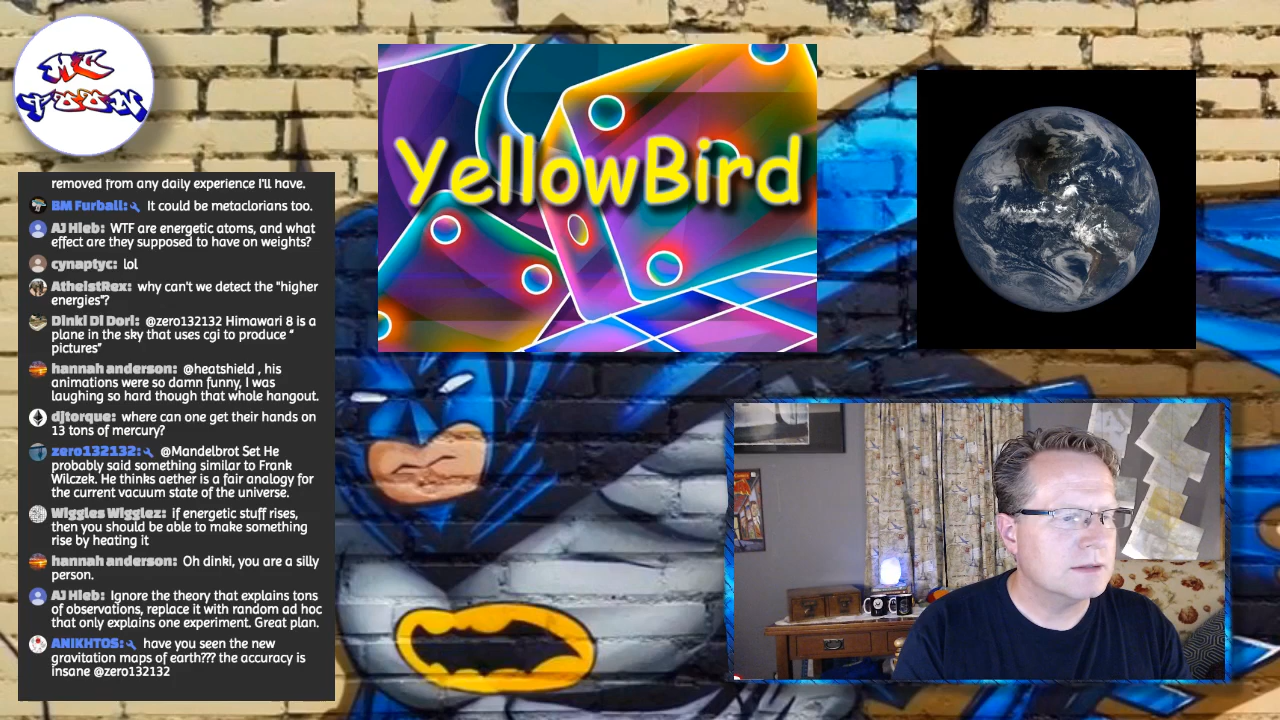 MC
TOON
YellowBird
removed from any daily experience I'll have.
BM Furball: It could be metaclorians too.
AJ Hieb: WTF are energetic atoms, and what
effect are they supposed to have on weights?
cynaptyc: lol
AtheistRex: why can't we detect the "higher
energies"?
Dinki Di Dori: @zero132132 Himawari 8 is a
plane in the sky that uses cgi to produce “
pictures”
hannah anderson: @heatshield , his
animations were so damn funny, I was
laughing so hard though that whole hangout.
djtorque: where can one get their hands on
13 tons of mercury?
zero132132: @Mandelbrot Set He
probably said something similar to Frank
Wilczek. He thinks aether is a fair analogy for
the current vacuum state of the universe.
Wiggles Wigglez: if energetic stuff rises,
then you should be able to make something
rise by heating it
hannah anderson: Oh dinki, you are a silly
person.
AJ Hieb: Ignore the theory that explains tons
of observations, replace it with random ad hoc
that only explains one experiment. Great plan.
ANIKHTOS: have you seen the new
gravitation maps of earth??? the accuracy is
insane @zero132132